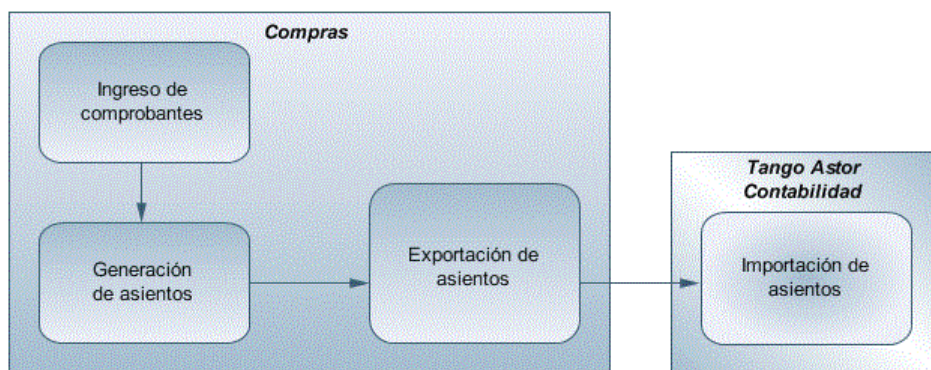 Compras
Ingreso de
comprobantes
Generación
de asientos
Exportación de
asientos
Tango Astor
Contabilidad
Importación de
asientos